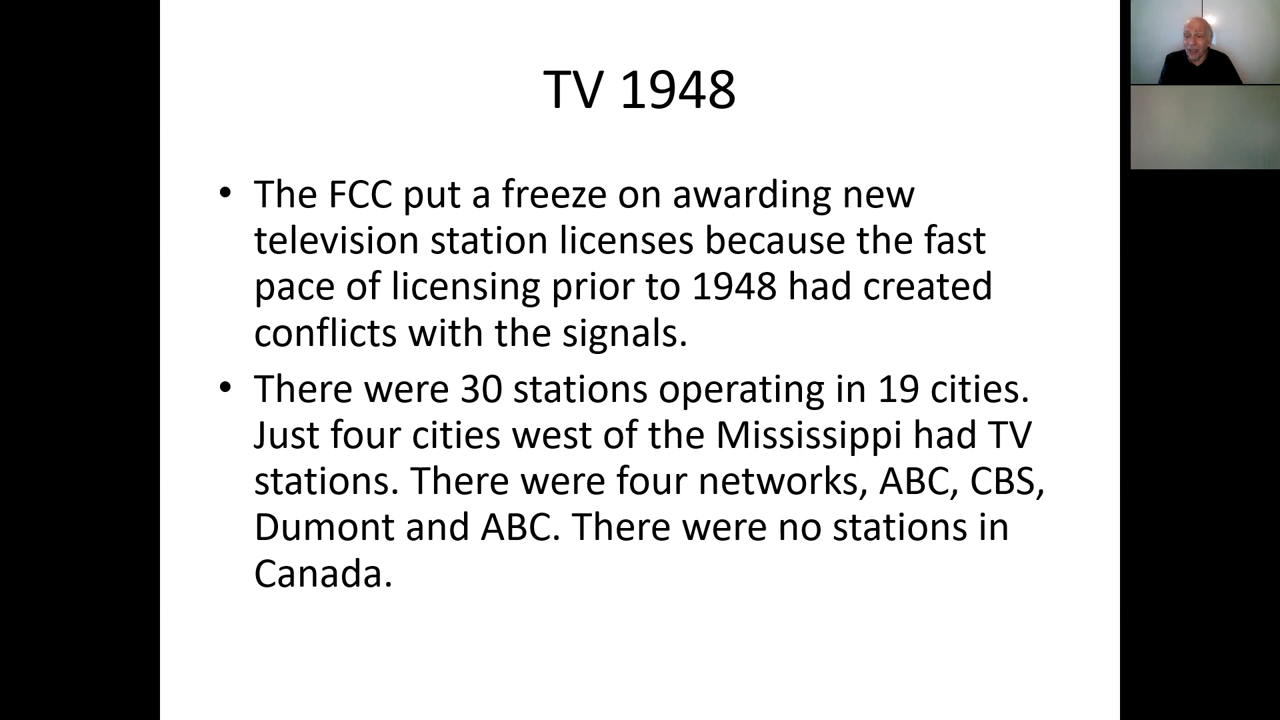 TV 1948
• The FCC put a freeze on awarding new
television station licenses because the fast
pace of licensing prior to 1948 had created
conflicts with the signals.
• There were 30 stations operating in 19 cities.
Just four cities west of the Mississippi had TV
stations. There were four networks, ABC, CBS,
Dumont and ABC. There were no stations in
Canada.